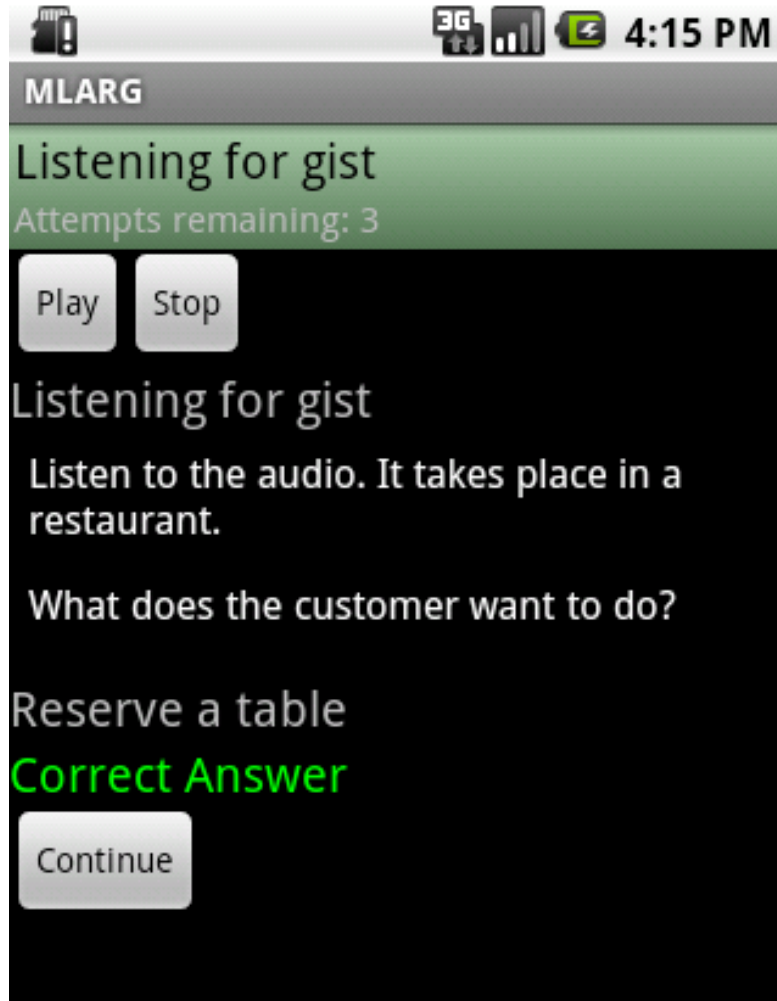 3G 4:15 PM
MLARG
Listening for gist
Attempts remaining: 3
Play Stop
Listening for gist
Listen to the audio. It takes place in a
restaurant.
What does the customer want to do?
Reserve a table
Correct Answer
Continue